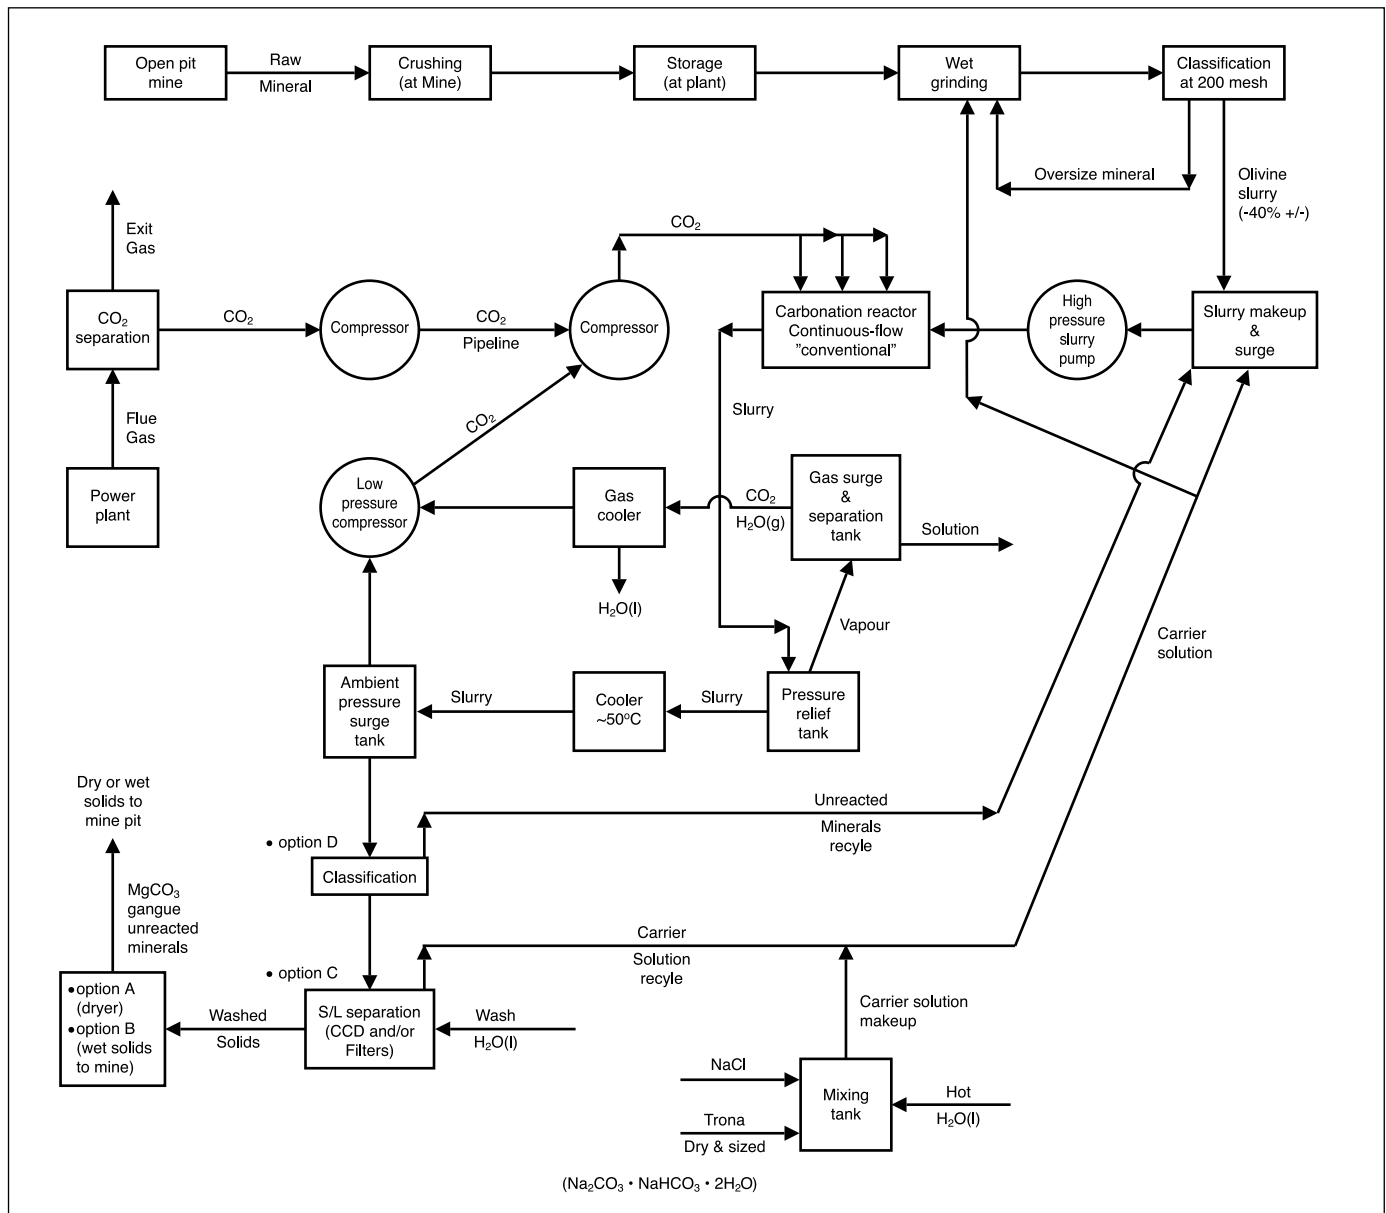 Open pit
mine
Raw
Mineral
Crushing
(at Mine)
Storage
(at plant)
Wet
grinding
Classification
at 200 mesh
Oversize mineral
Olivine
slurry
(-40% +/-)
Exit
Gas
CO₂
CO₂
separation
CO₂
Compressor
CO₂
Pipeline
Compressor
Carbonation reactor
Continuous-flow
"conventional"
High
pressure
slurry
pump
Slurry makeup
&
surge
Flue
Gas
CO₂
Slurry
Power
plant
Low
pressure
compressor
Gas
cooler
CO₂
H₂O(g)
Gas surge
&
separation
tank
Solution
H₂O(l)
Vapour
Carrier
solution
Ambient
pressure
surge
tank
Slurry
Cooler
~50°C
Slurry
Pressure
relief
tank
Dry or wet
solids to
mine pit
Unreacted
Minerals
recyle
• option D
Classification
MgCO₃
gangue
unreacted
minerals
Carrier
Solution
recyle
• option C
•option A
(dryer)
•option B
(wet solids
to mine)
Washed
Solids
S/L separation
(CCD and/or
Filters)
Wash
H₂O(l)
Carrier solution
makeup
NaCl
Trona
Dry & sized
Mixing
tank
Hot
H₂O(l)
(Na₂CO₃ • NaHCO₃ • 2H₂O)